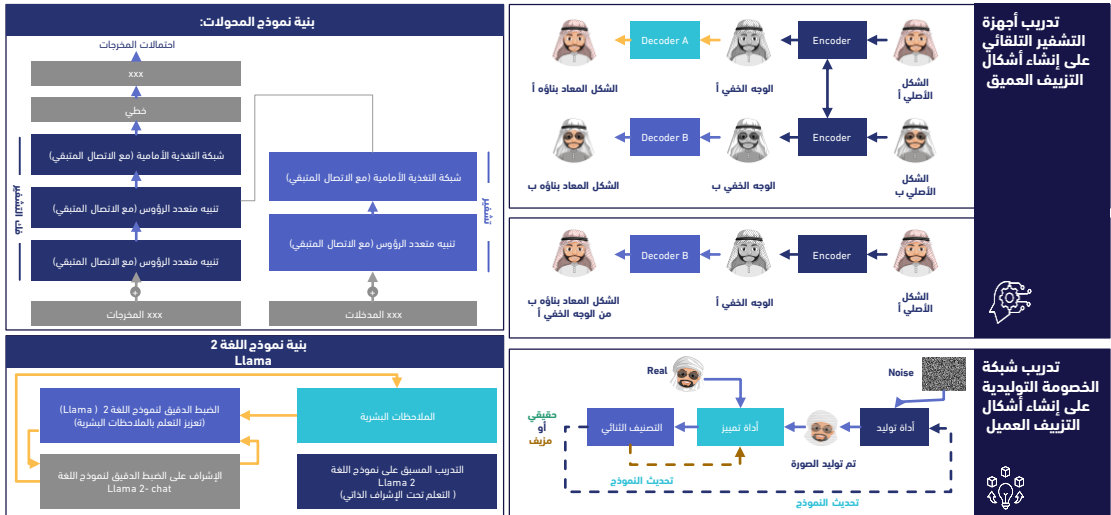 تدريب أجهزة
التشفير التلقائي
على إنشاء أشكال
التزييف العميق
الشكل
الأصلي أ
Encoder
الوجه الخفي أ
Decoder A
الشكل المعاد بناؤه أ
الشكل
الأصلي ب
Encoder
الوجه الخفي ب
Decoder B
الشكل المعاد بناؤه ب
الشكل
الأصلي أ
Encoder
الوجه الخفي أ
Decoder B
الشكل المعاد بناؤه ب
من الوجه الخفي أ
تدريب شبكة
الخصومة التوليدية
على إنشاء أشكال
التزييف العميل
Noise
Real
أداة توليد
تم توليد الصورة
أداة تمييز
التصنيف الثنائي
حقيقي
أو
مزيف
تحديث النموذج
تحديث النموذج
بنية نموذج المحولات:
احتمالات المخرجات
xxx
خطي
شبكة التغذية الأمامية (مع الاتصال المتبقي)
تنبيه متعدد الرؤوس (مع الاتصال المتبقي)
تنبيه متعدد الرؤوس (مع الاتصال المتبقي)
xxx المخرجات
فك التشفير
شبكة التغذية الأمامية (مع الاتصال المتبقي)
تنبيه متعدد الرؤوس (مع الاتصال المتبقي)
xxx المدخلات
تشفير
بنية نموذج اللغة 2
Llama
الملاحظات البشرية
الضبط الدقيق لنموذج اللغة 2 ( Llama)
(تعزيز التعلم بالملاحظات البشرية)
الإشراف على الضبط الدقيق لنموذج اللغة
Llama 2- chat
التدريب المسبق على نموذج اللغة
Llama 2
( التعلم تحت الإشراف الذاتي)